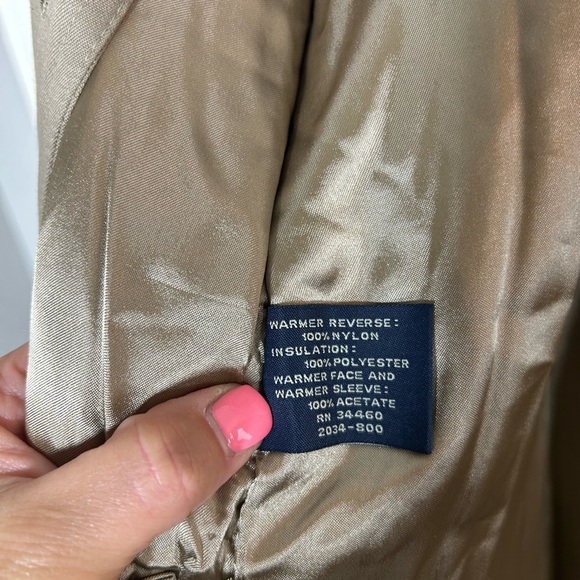 WARMER REVERSE:
100% NYLON
INSULATION:
100% POLYESTER
WARMER FACE AND
WARMER SLEEVE:
100% ACETATE
RN 34460
2034-800